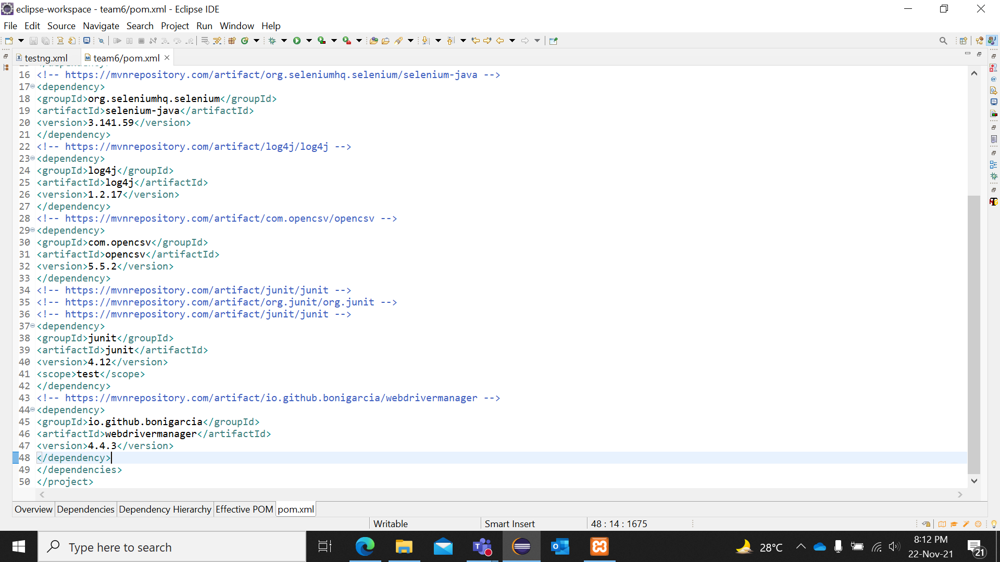 eclipse-workspace - team6/pom.xml - Eclipse IDE
File Edit Source Navigate Search Project Run Window Help
testng.xml team6/pom.xml
16 <!-- https://mvnrepository.com/artifact/org.seleniumhq.selenium/selenium-java -->
17 <dependency>
18 <groupId>org.seleniumhq.selenium</groupId>
19 <artifactId>selenium-java</artifactId>
20 <version>3.141.59</version>
21 </dependency>
22 <!-- https://mvnrepository.com/artifact/log4j/log4j -->
23 <dependency>
24 <groupId>log4j</groupId>
25 <artifactId>log4j</artifactId>
26 <version>1.2.17</version>
27 </dependency>
28 <!-- https://mvnrepository.com/artifact/com.opencsv/opencsv -->
29 <dependency>
30 <groupId>com.opencsv</groupId>
31 <artifactId>opencsv</artifactId>
32 <version>5.5.2</version>
33 </dependency>
34 <!-- https://mvnrepository.com/artifact/junit/junit -->
35 <!-- https://mvnrepository.com/artifact/org.junit/org.junit -->
36 <!-- https://mvnrepository.com/artifact/junit/junit -->
37 <dependency>
38 <groupId>junit</groupId>
39 <artifactId>junit</artifactId>
40 <version>4.12</version>
41 <scope>test</scope>
42 </dependency>
43 <!-- https://mvnrepository.com/artifact/io.github.bonigarcia/webdrivermanager -->
44 <dependency>
45 <groupId>io.github.bonigarcia</groupId>
46 <artifactId>webdrivermanager</artifactId>
47 <version>4.4.3</version>
48 </dependency>
49 </dependencies>
50 </project>
Overview Dependencies Dependency Hierarchy Effective POM pom.xml
Writable Smart Insert 48 : 14 : 1675
Type here to search
28°C
8:12 PM
22-Nov-21
21